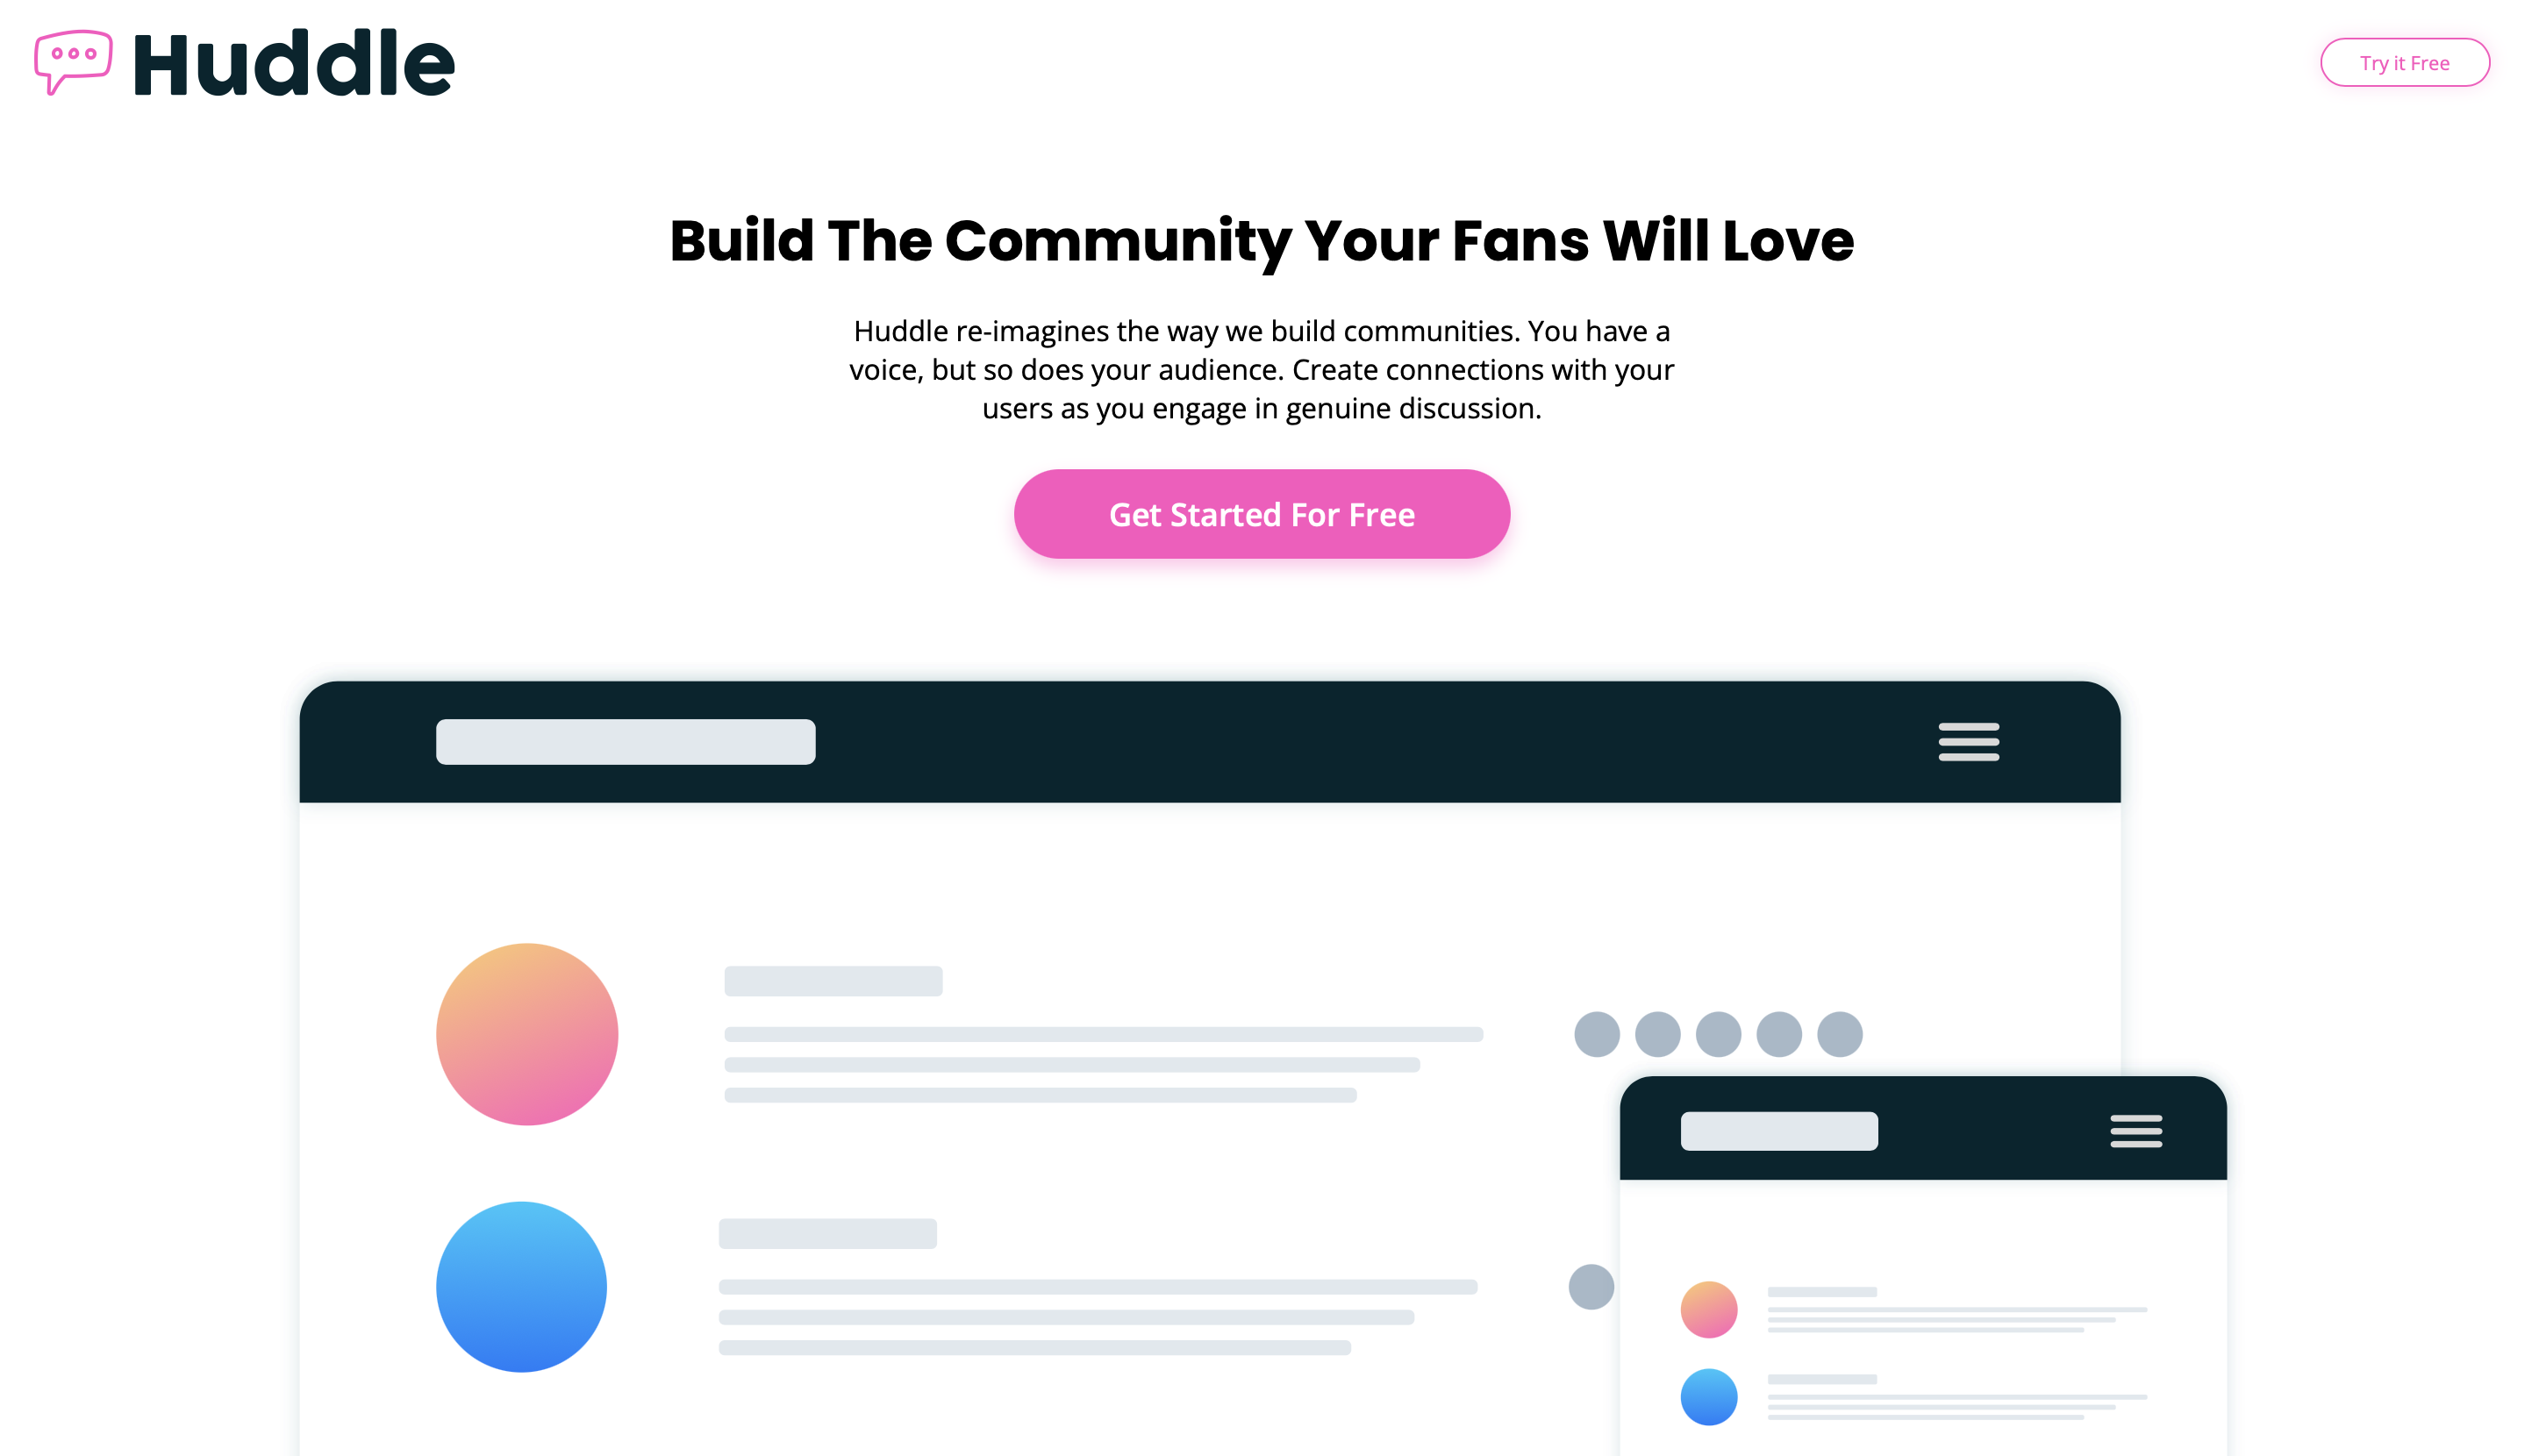 Huddle
Try it Free
Build The Community Your Fans Will Love
Huddle re-imagines the way we build communities. You have a
voice, but so does your audience. Create connections with your
users as you engage in genuine discussion.
Get Started For Free